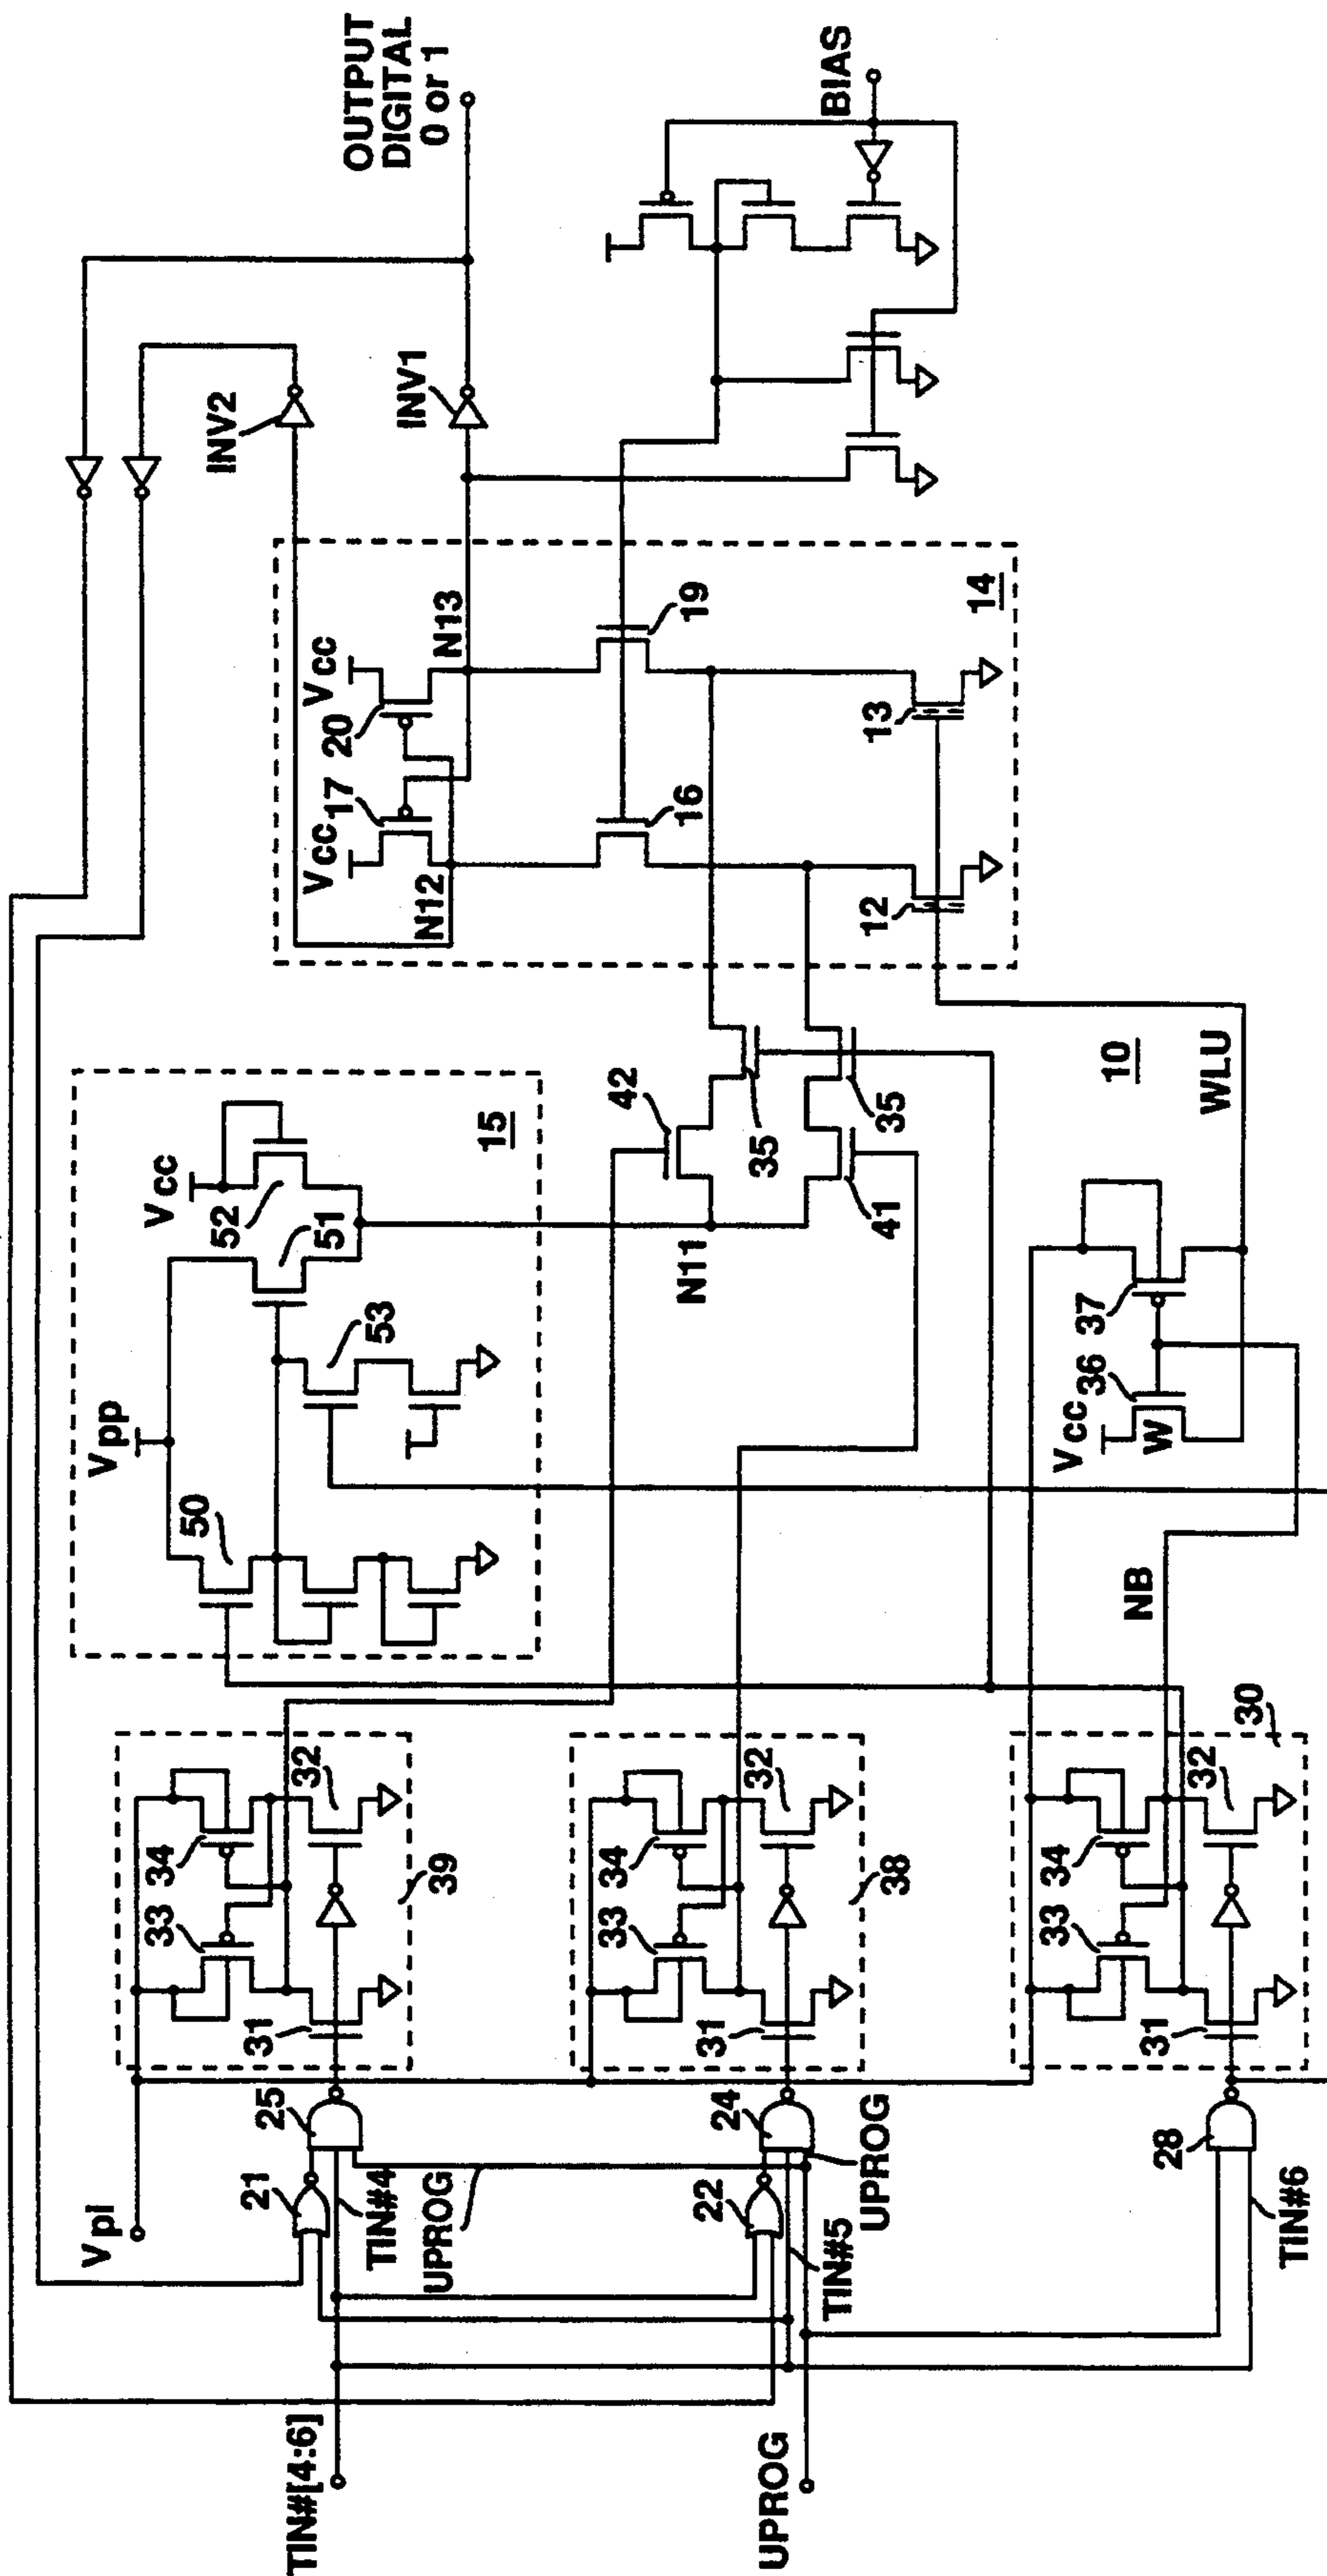 TIN#[4:6]
UPROG
Vpi
21
TIN#4
UPROG
25
22
TIN#5
UPROG
24
28
TIN#6
33
34
31
32
39
33
34
31
32
38
33
34
31
32
30
NB
Vpp
50
53
51
52
Vcc
15
N11
42
35
41
35
Vcc
36
W
37
WLU
10
Vcc
17
Vcc
20
N12
N13
16
19
12
13
14
INV2
INV1
OUTPUT
DIGITAL
0 or 1
BIAS